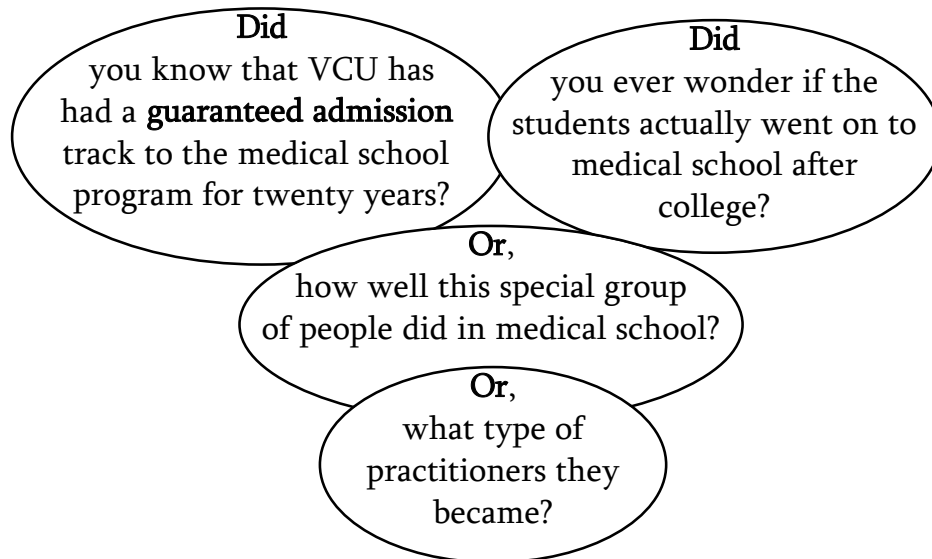 Did
you know that VCU has
had a guaranteed admission
track to the medical school
program for twenty years?
Did
you ever wonder if the
students actually went on to
medical school after
college?
Or,
how well this special group
of people did in medical school?
Or,
what type of
practitioners they
became?